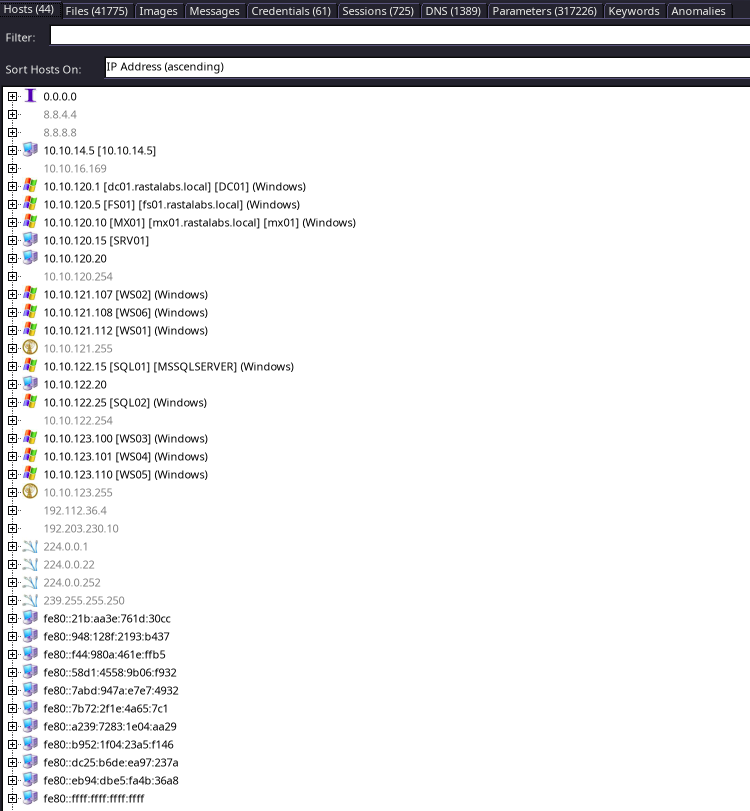 Hosts (44) Files (41775) Images Messages Credentials (61) Sessions (725) DNS (1389) Parameters (317226) Keywords Anomalies
Filter:
Sort Hosts On: IP Address (ascending)
0.0.0.0
8.8.4.4
8.8.8.8
10.10.14.5 [10.10.14.5]
10.10.16.169
10.10.120.1 [dc01.rastalabs.local] [DC01] (Windows)
10.10.120.5 [FS01] [fs01.rastalabs.local] (Windows)
10.10.120.10 [MX01] [mx01.rastalabs.local] [mx01] (Windows)
10.10.120.15 [SRV01]
10.10.120.20
10.10.120.254
10.10.121.107 [WS02] (Windows)
10.10.121.108 [WS06] (Windows)
10.10.121.112 [WS01] (Windows)
10.10.121.255
10.10.122.15 [SQL01] [MSSQLSERVER] (Windows)
10.10.122.20
10.10.122.25 [SQL02] (Windows)
10.10.122.254
10.10.123.100 [WS03] (Windows)
10.10.123.101 [WS04] (Windows)
10.10.123.110 [WS05] (Windows)
10.10.123.255
192.112.36.4
192.203.230.10
224.0.0.1
224.0.0.22
224.0.0.252
239.255.255.250
fe80::21b:aa3e:761d:30cc
fe80::948:128f:2193:b437
fe80::f44:980a:461e:ffb5
fe80::58d1:4558:9b06:f932
fe80::7abd:947a:e7e7:4932
fe80::7b72:2f1e:4a65:7c1
fe80::a239:7283:1e04:aa29
fe80::b952:1f04:23a5:f146
fe80::dc25:b6de:ea97:237a
fe80::eb94:dbe5:fa4b:36a8
fe80::ffff:ffff:ffff:ffff